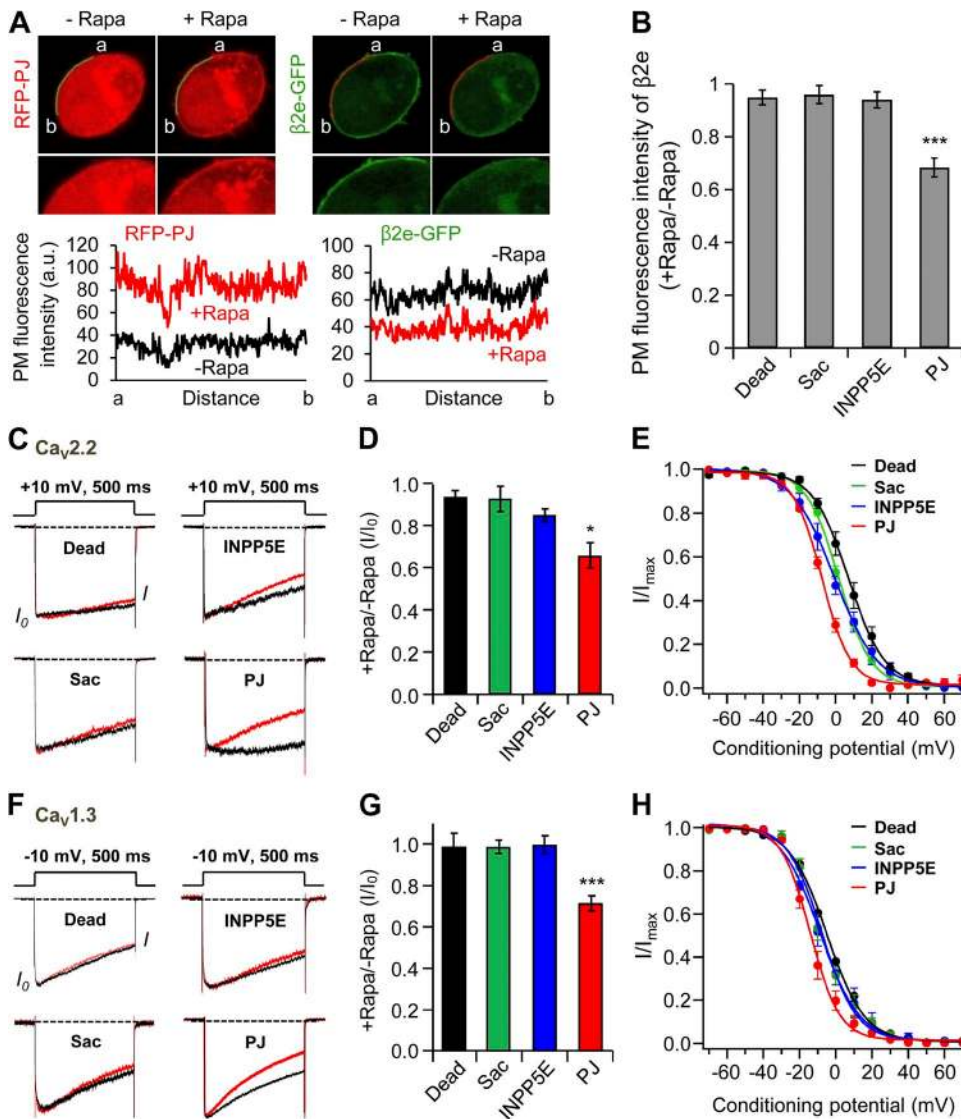 A
- Rapa + Rapa
- Rapa + Rapa
RFP-PJ
a
b
β2e-GFP
a
b
RFP-PJ
PM fluorescence
intensity (a.u.)
120
100
80
60
40
20
0
+Rapa
-Rapa
a Distance b
β2e-GFP
100
80
60
40
20
0
-Rapa
+Rapa
a Distance b
B
PM fluorescence intensity of β2e
(+Rapa/-Rapa)
1
0.8
0.6
0.4
0.2
0
***
Dead Sac INPP5E PJ
C CaV2.2
+10 mV, 500 ms +10 mV, 500 ms
Dead INPP5E
I0 I
Sac PJ
D
+Rapa/-Rapa (I/I0)
1.0
0.8
0.6
0.4
0.2
0.0
*
Dead Sac INPP5E PJ
E
I/Imax
1.0
0.8
0.6
0.4
0.2
0.0
Dead
Sac
INPP5E
PJ
-60 -40 -20 0 20 40 60
Conditioning potential (mV)
F CaV1.3
-10 mV, 500 ms -10 mV, 500 ms
Dead INPP5E
I0 I
Sac PJ
G
+Rapa/-Rapa (I/I0)
1.0
0.8
0.6
0.4
0.2
0.0
***
Dead Sac INPP5E PJ
H
I/Imax
1.0
0.8
0.6
0.4
0.2
0.0
Dead
Sac
INPP5E
PJ
-60 -40 -20 0 20 40 60
Conditioning potential (mV)